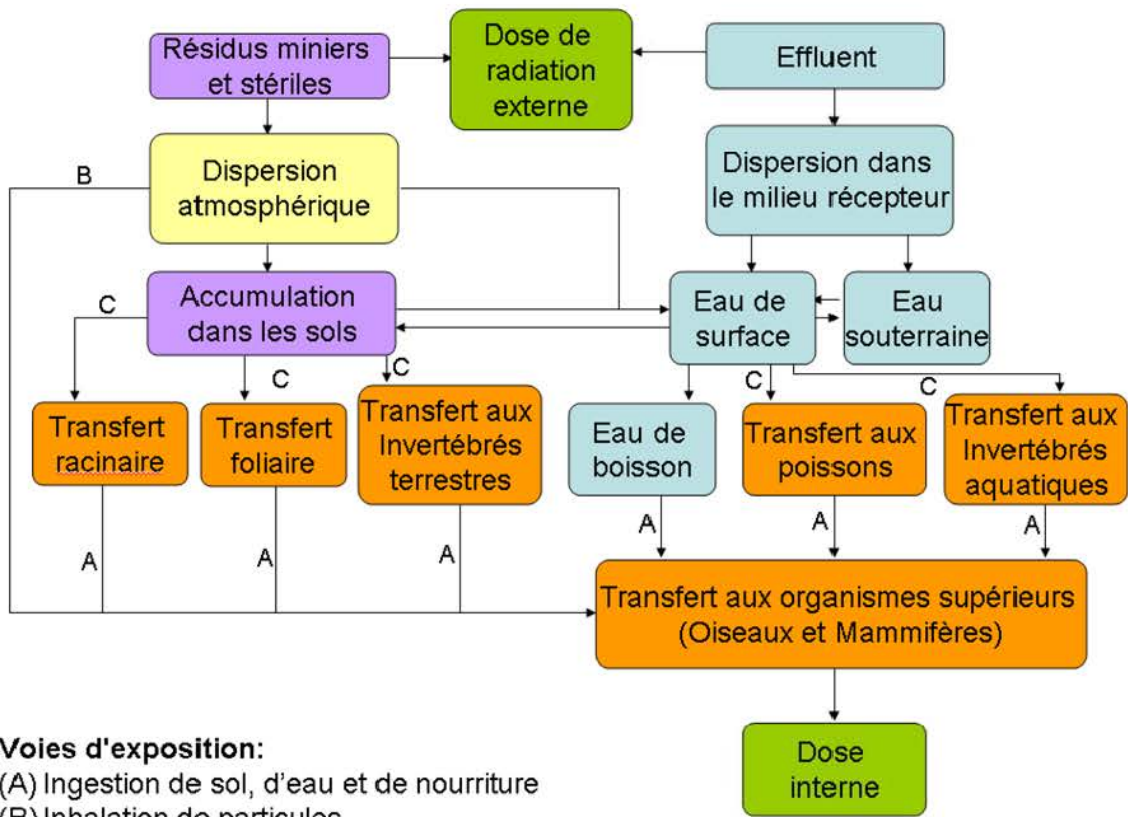 Résidus miniers
et stériles
Dose de
radiation
externe
Effluent
Dispersion
atmosphérique
B
Dispersion dans
le milieu récepteur
Accumulation
dans les sols
Eau de
surface
Eau
souterraine
C
C
C
C
C
Transfert
racinaire
Transfert
foliaire
Transfert aux
Invertébrés
terrestres
Eau de
boisson
Transfert aux
poissons
Transfert aux
Invertébrés
aquatiques
A
A
A
A
A
A
Transfert aux organismes supérieurs
(Oiseaux et Mammifères)
Dose
interne
Voies d'exposition:
(A) Ingestion de sol, d'eau et de nourriture
(B) Inhalation de particules